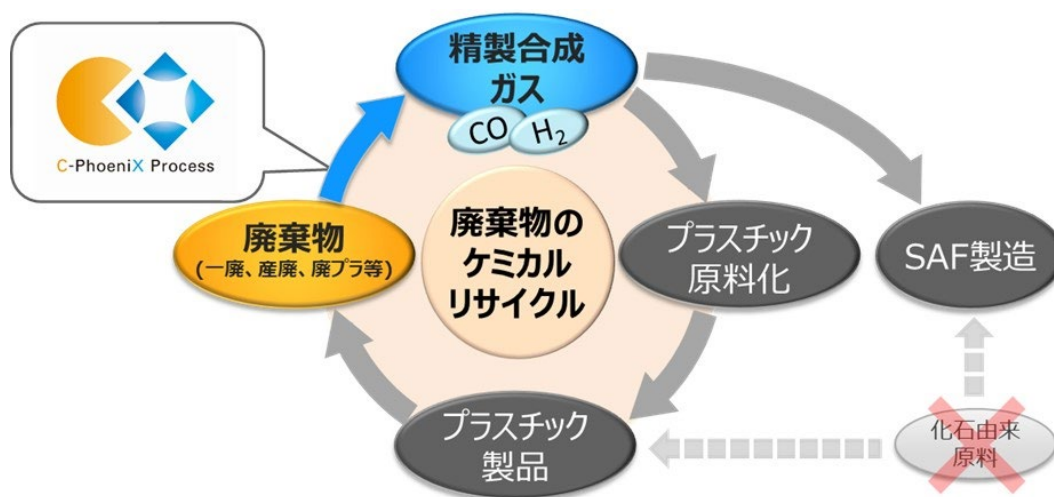 精製合成
ガス
CO
H₂
C-PhoeniX Process
廃棄物
(一廃、産廃、廃プラ等)
廃棄物の
ケミカル
リサイクル
プラスチック
原料化
SAF製造
プラスチック
製品
化石由来
原料